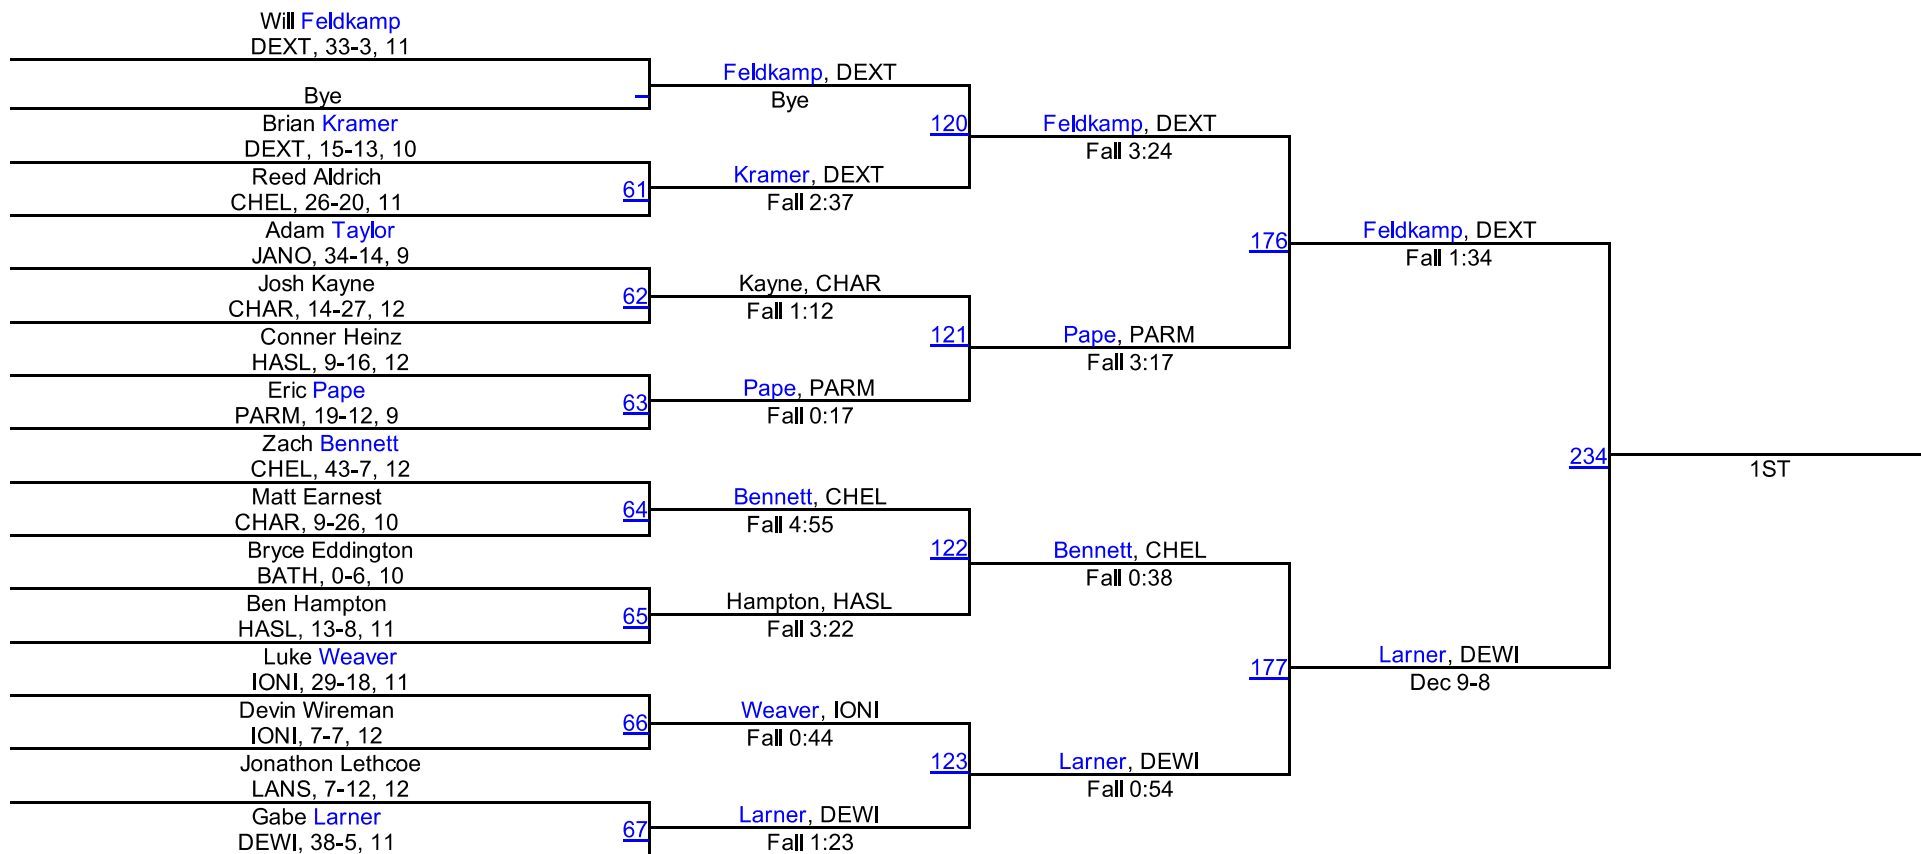 Will Feldkamp
DEXT, 33-3, 11
Bye
Brian Kramer
DEXT, 15-13, 10
Reed Aldrich
CHEL, 26-20, 11
61
Adam Taylor
JANO, 34-14, 9
Josh Kayne
CHAR, 14-27, 12
62
Conner Heinz
HASL, 9-16, 12
Eric Pape
PARM, 19-12, 9
63
Zach Bennett
CHEL, 43-7, 12
Matt Earnest
CHAR, 9-26, 10
64
Bryce Eddington
BATH, 0-6, 10
Ben Hampton
HASL, 13-8, 11
65
Luke Weaver
IONI, 29-18, 11
Devin Wireman
IONI, 7-7, 12
66
Jonathon Lethcoe
LANS, 7-12, 12
Gabe Larner
DEWI, 38-5, 11
67
Feldkamp, DEXT
Bye
120
Kramer, DEXT
Fall 2:37
Kayne, CHAR
Fall 1:12
121
Pape, PARM
Fall 0:17
Bennett, CHEL
Fall 4:55
122
Hampton, HASL
Fall 3:22
Weaver, IONI
Fall 0:44
123
Larner, DEWI
Fall 1:23
Feldkamp, DEXT
Fall 3:24
176
Pape, PARM
Fall 3:17
Bennett, CHEL
Fall 0:38
177
Larner, DEWI
Fall 0:54
Feldkamp, DEXT
Fall 1:34
234
Larner, DEWI
Dec 9-8
1ST